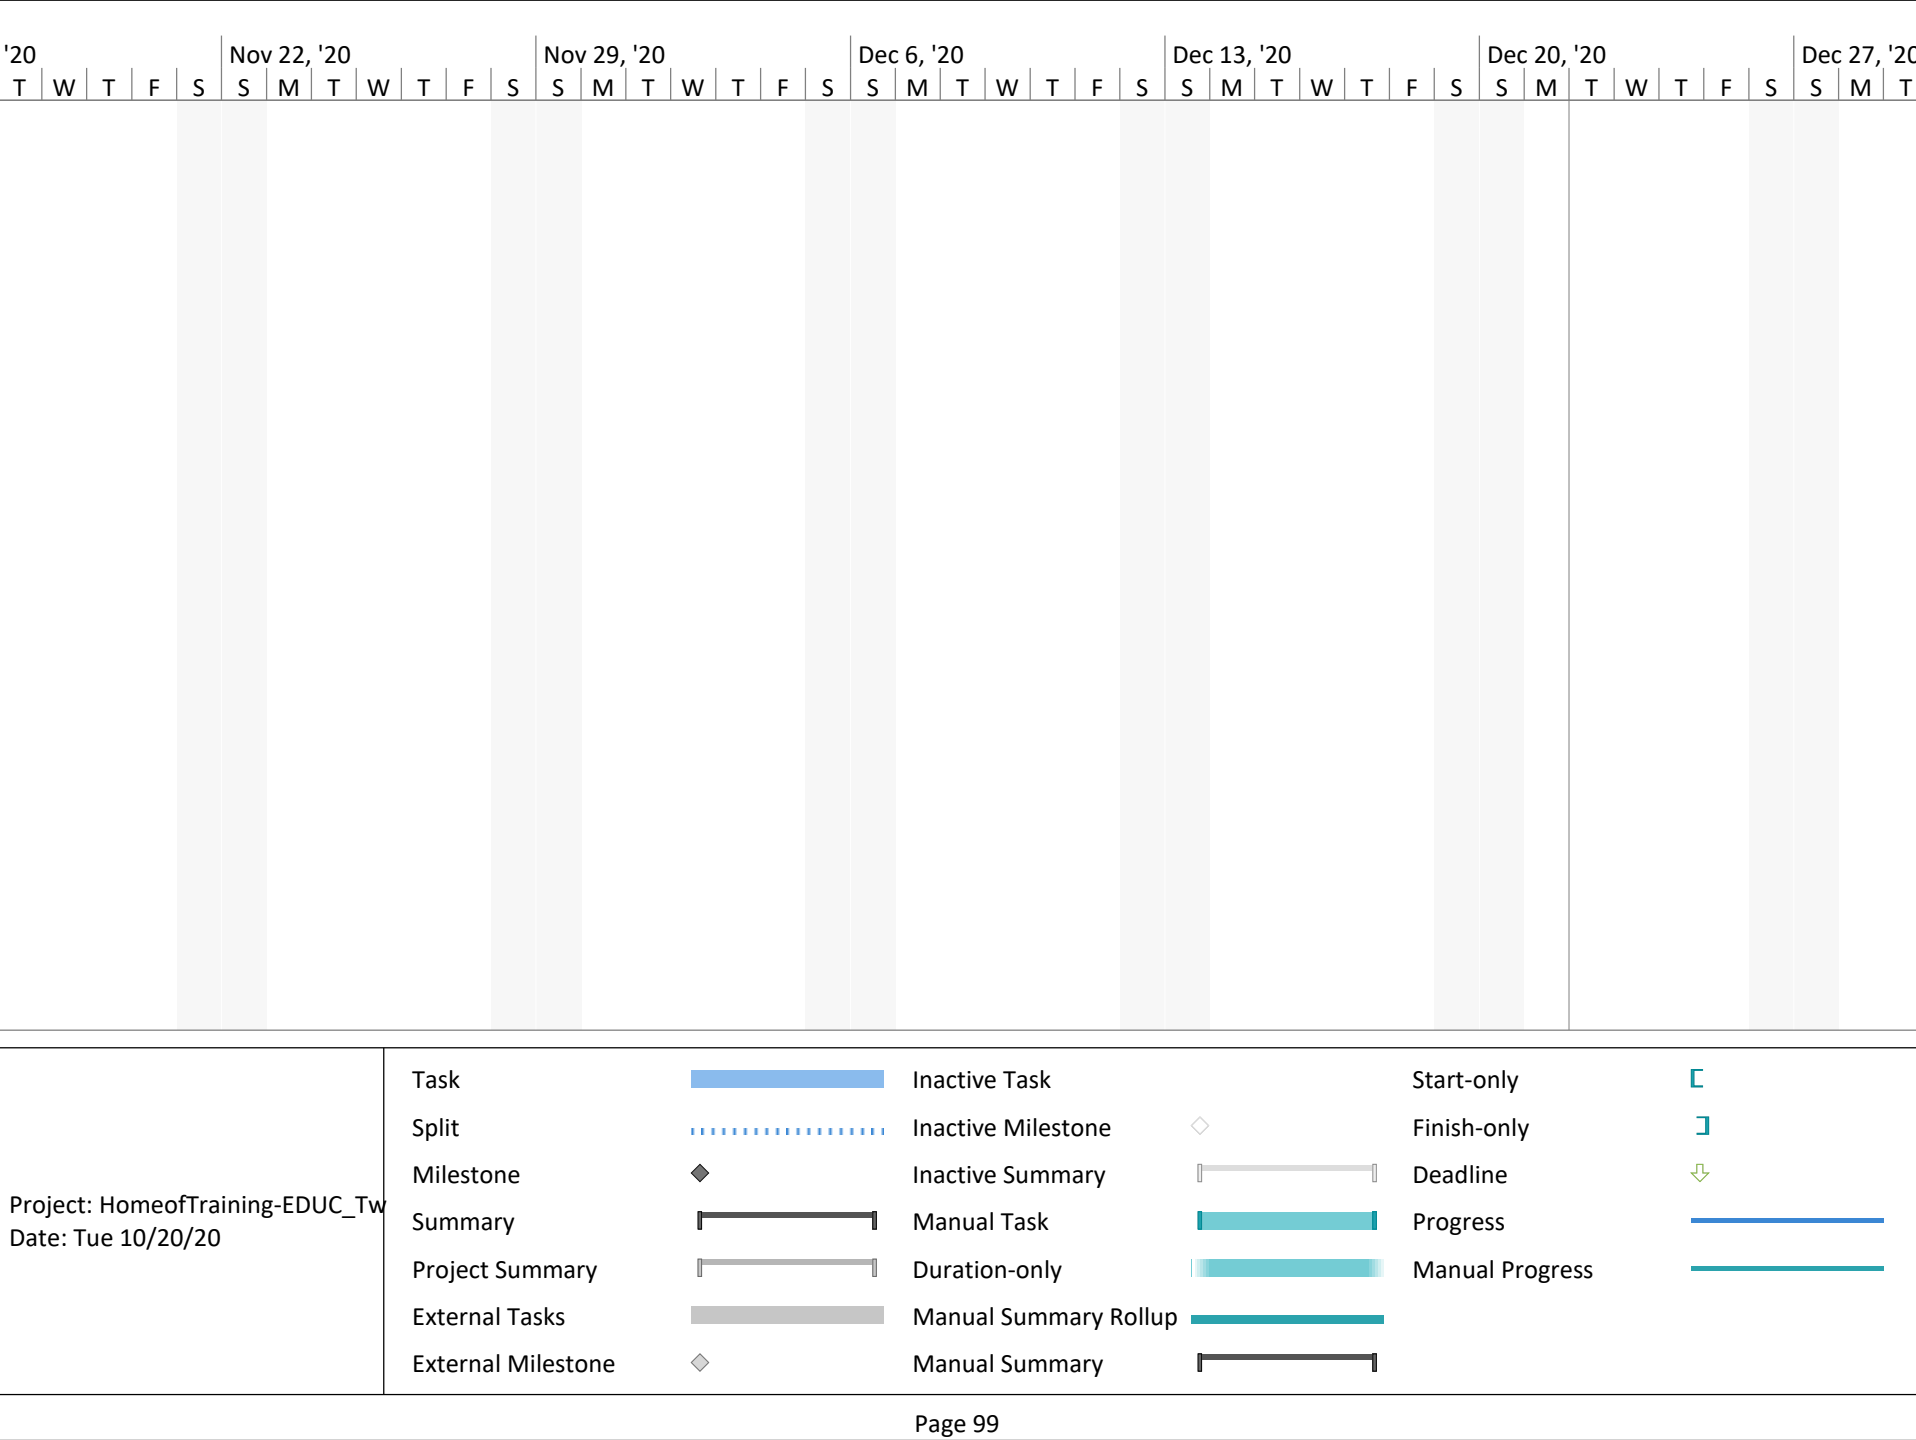 '20 Nov 22, '20 Nov 29, '20 Dec 6, '20 Dec 13, '20 Dec 20, '20 Dec 27, '20
T W T F S S M T W T F S S M T W T F S S M T W T F S S M T W T F S S M T W T F S S M T
Task Inactive Task Start-only
Split Inactive Milestone Finish-only
Milestone Inactive Summary Deadline
Project: HomeofTraining-EDUC_Tw
Date: Tue 10/20/20
Summary Manual Task Progress
Project Summary Duration-only Manual Progress
External Tasks Manual Summary Rollup
External Milestone Manual Summary
Page 99